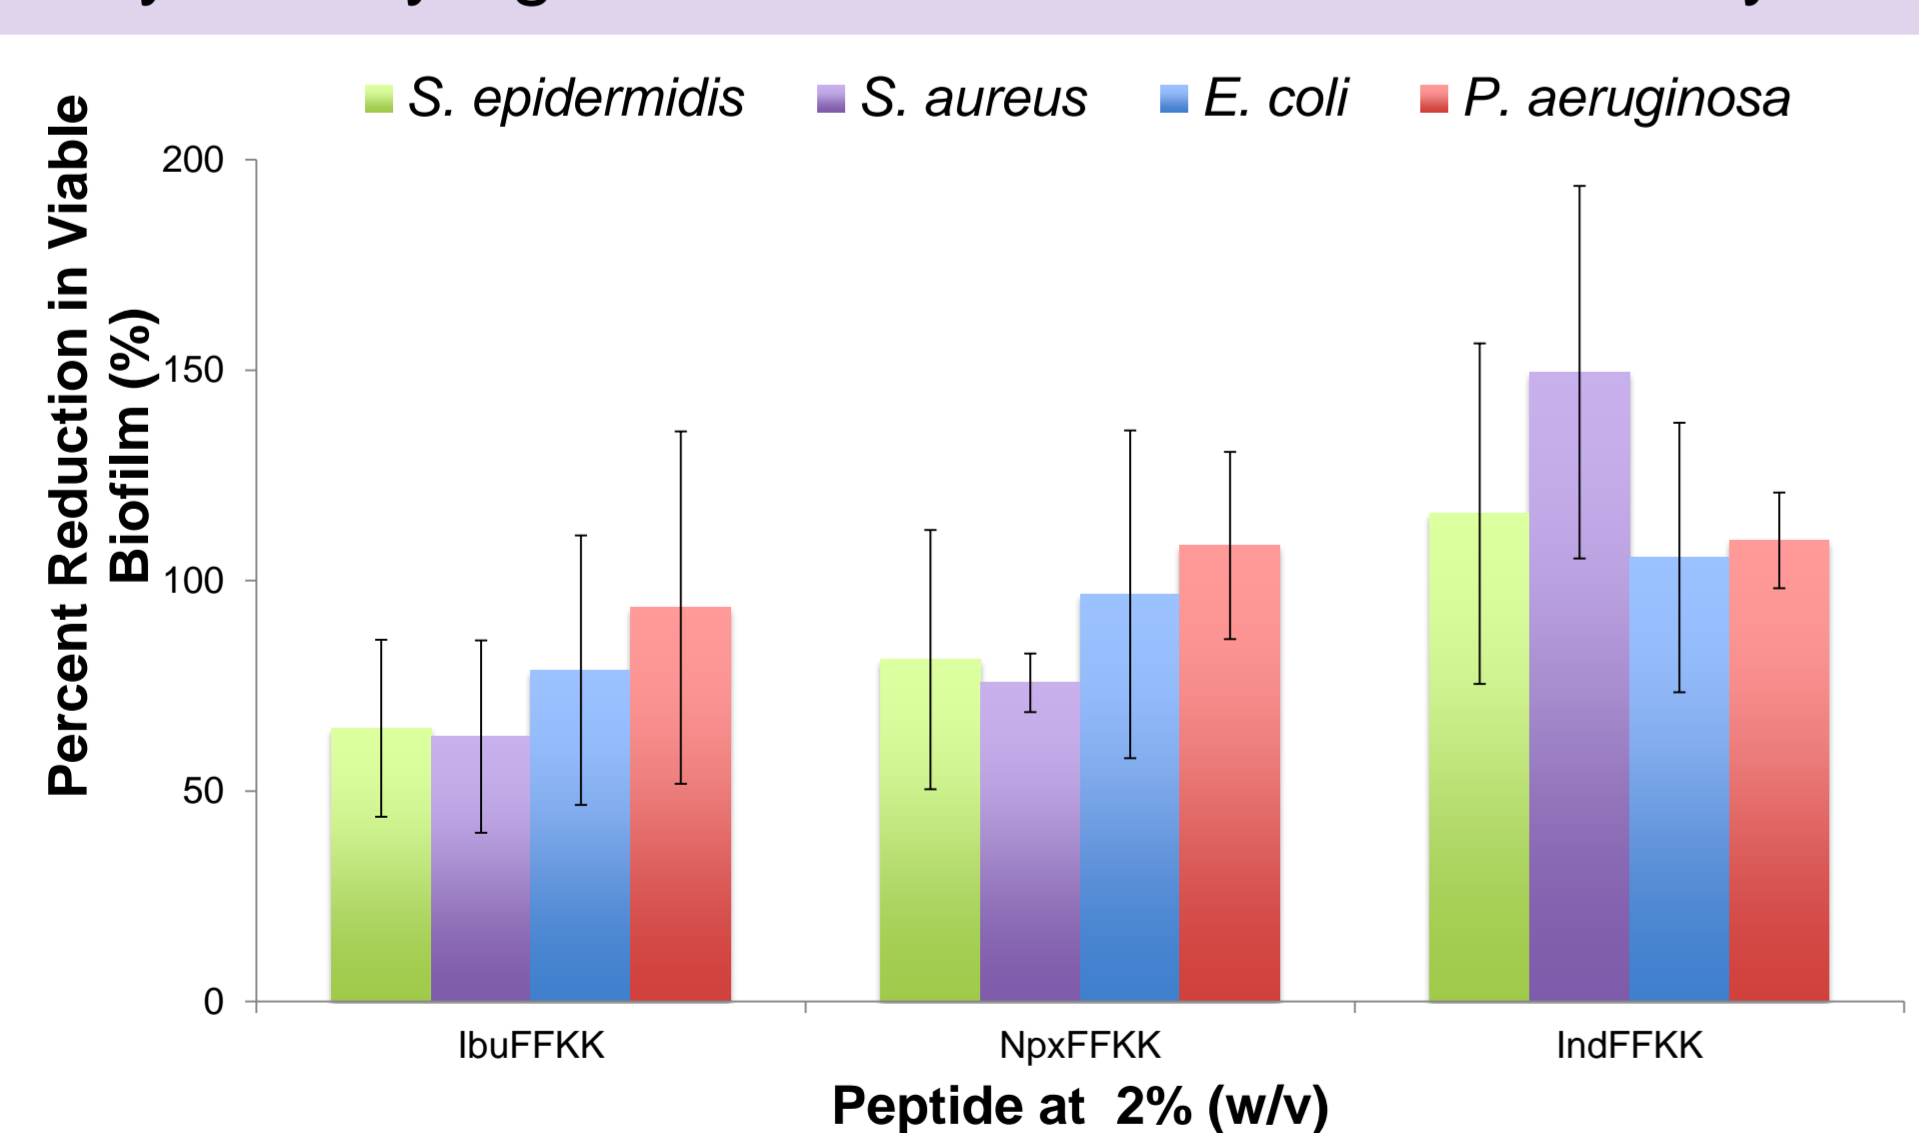 S. epidermidis S. aureus E. coli P. aeruginosa
Percent Reduction in Viable
Biofilm (%)
200
150
100
50
0
IbuFFKK NpxFFKK IndFFKK
Peptide at  2% (w/v)